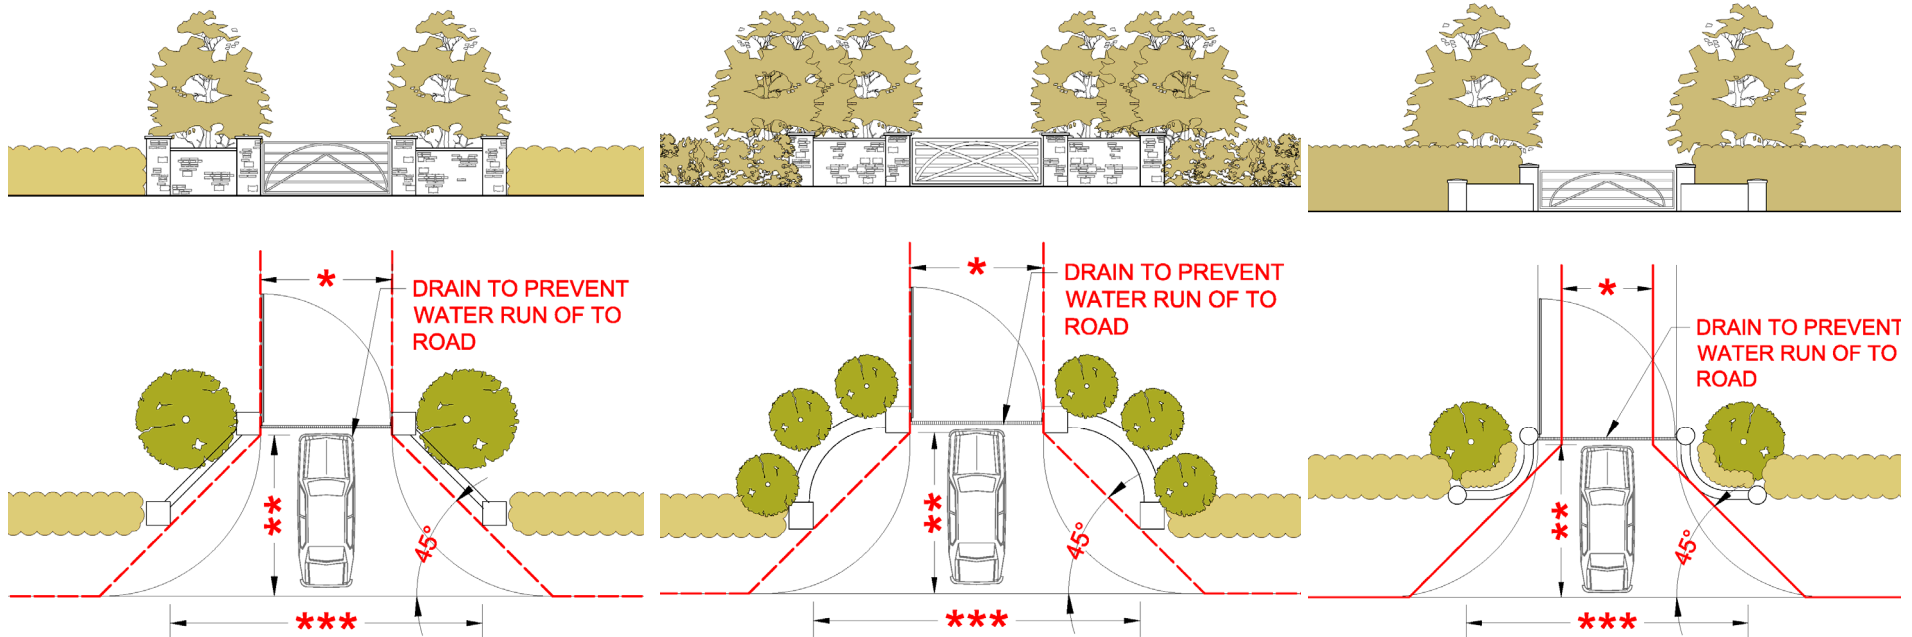 *
DRAIN TO PREVENT
WATER RUN OF TO
ROAD
**
45°
***
*
DRAIN TO PREVENT
WATER RUN OF TO
ROAD
**
45°
***
*
DRAIN TO PREVENT
WATER RUN OF TO
ROAD
**
45°
***